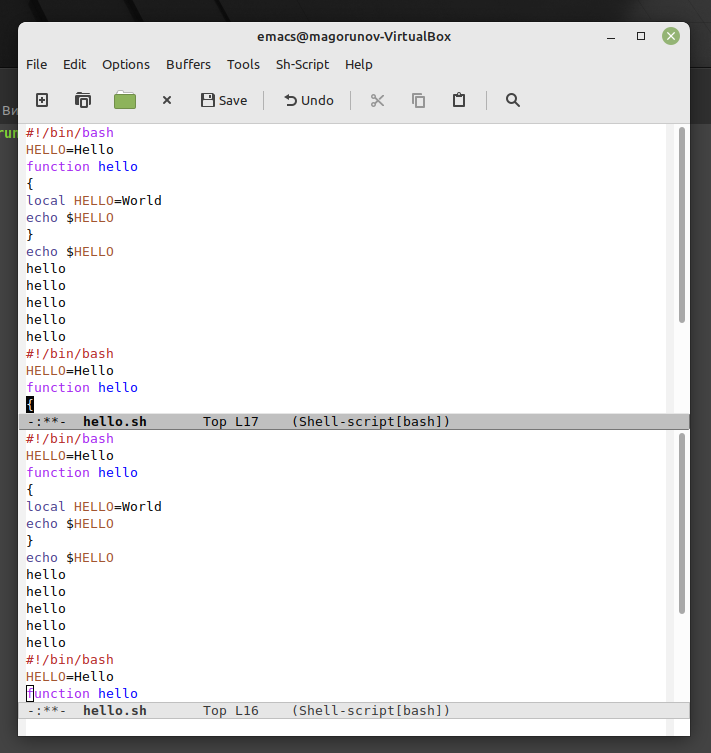 emacs@magorunov-VirtualBox
File Edit Options Buffers Tools Sh-Script Help
Save Undo
Ви
run
#!/bin/bash
HELLO=Hello
function hello
{
local HELLO=World
echo $HELLO
}
echo $HELLO
hello
hello
hello
hello
hello
#!/bin/bash
HELLO=Hello
function hello
{
-:**- hello.sh Top L17 (Shell-script[bash])
#!/bin/bash
HELLO=Hello
function hello
{
local HELLO=World
echo $HELLO
}
echo $HELLO
hello
hello
hello
hello
hello
#!/bin/bash
HELLO=Hello
function hello
-:**- hello.sh Top L16 (Shell-script[bash])